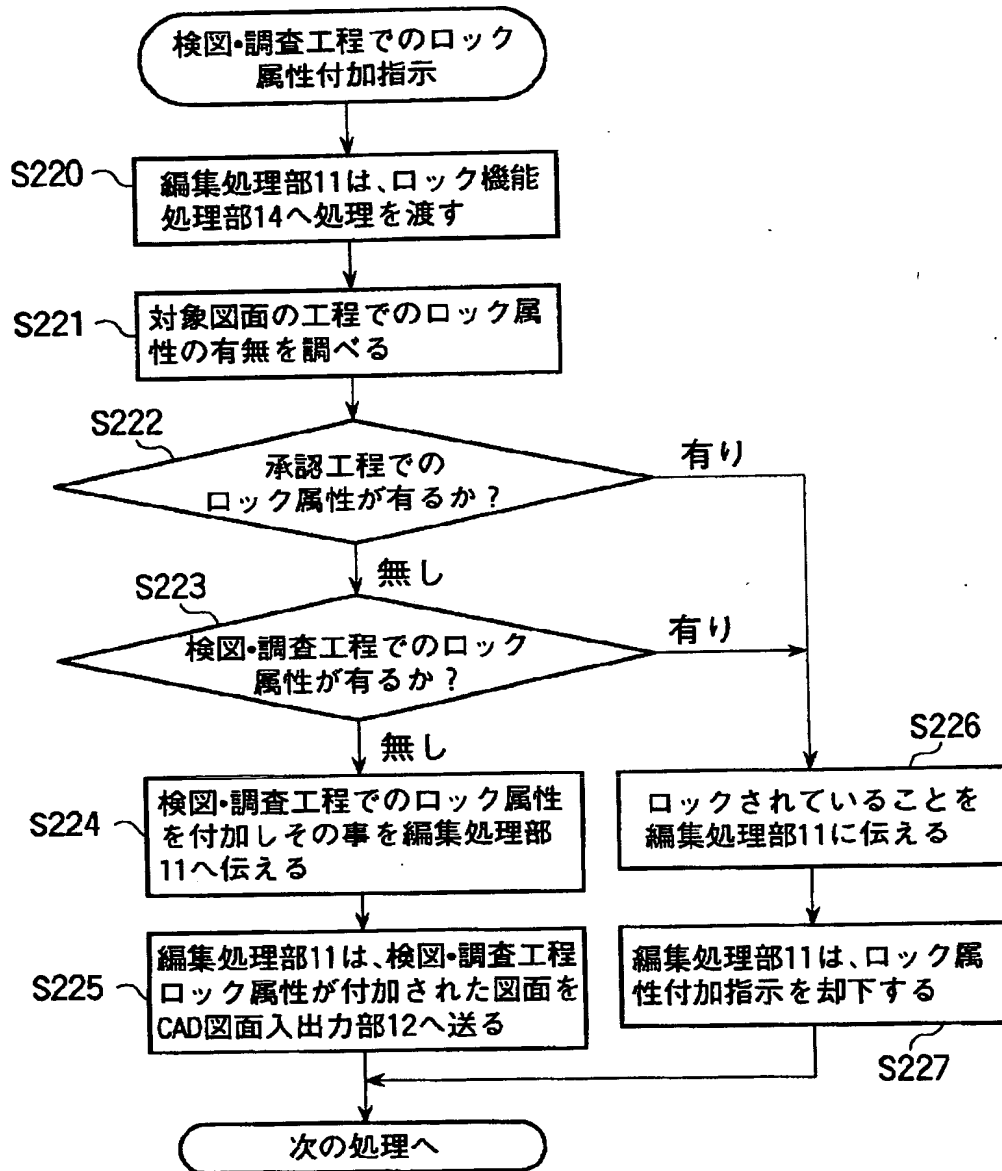 検図・調査工程でのロック
属性付加指示
S220
編集処理部11は、ロック機能
処理部14へ処理を渡す
S221
対象図面の工程でのロック属
性の有無を調べる
S222
承認工程での
ロック属性が有るか？
有り
無し
S223
検図・調査工程でのロック
属性が有るか？
有り
無し
S224
検図・調査工程でのロック属性
を付加しその事を編集処理部
11へ伝える
S226
ロックされていることを
編集処理部11に伝える
S225
編集処理部11は、検図・調査工程
ロック属性が付加された図面を
CAD図面入出力部12へ送る
編集処理部11は、ロック属
性付加指示を却下する
S227
次の処理へ